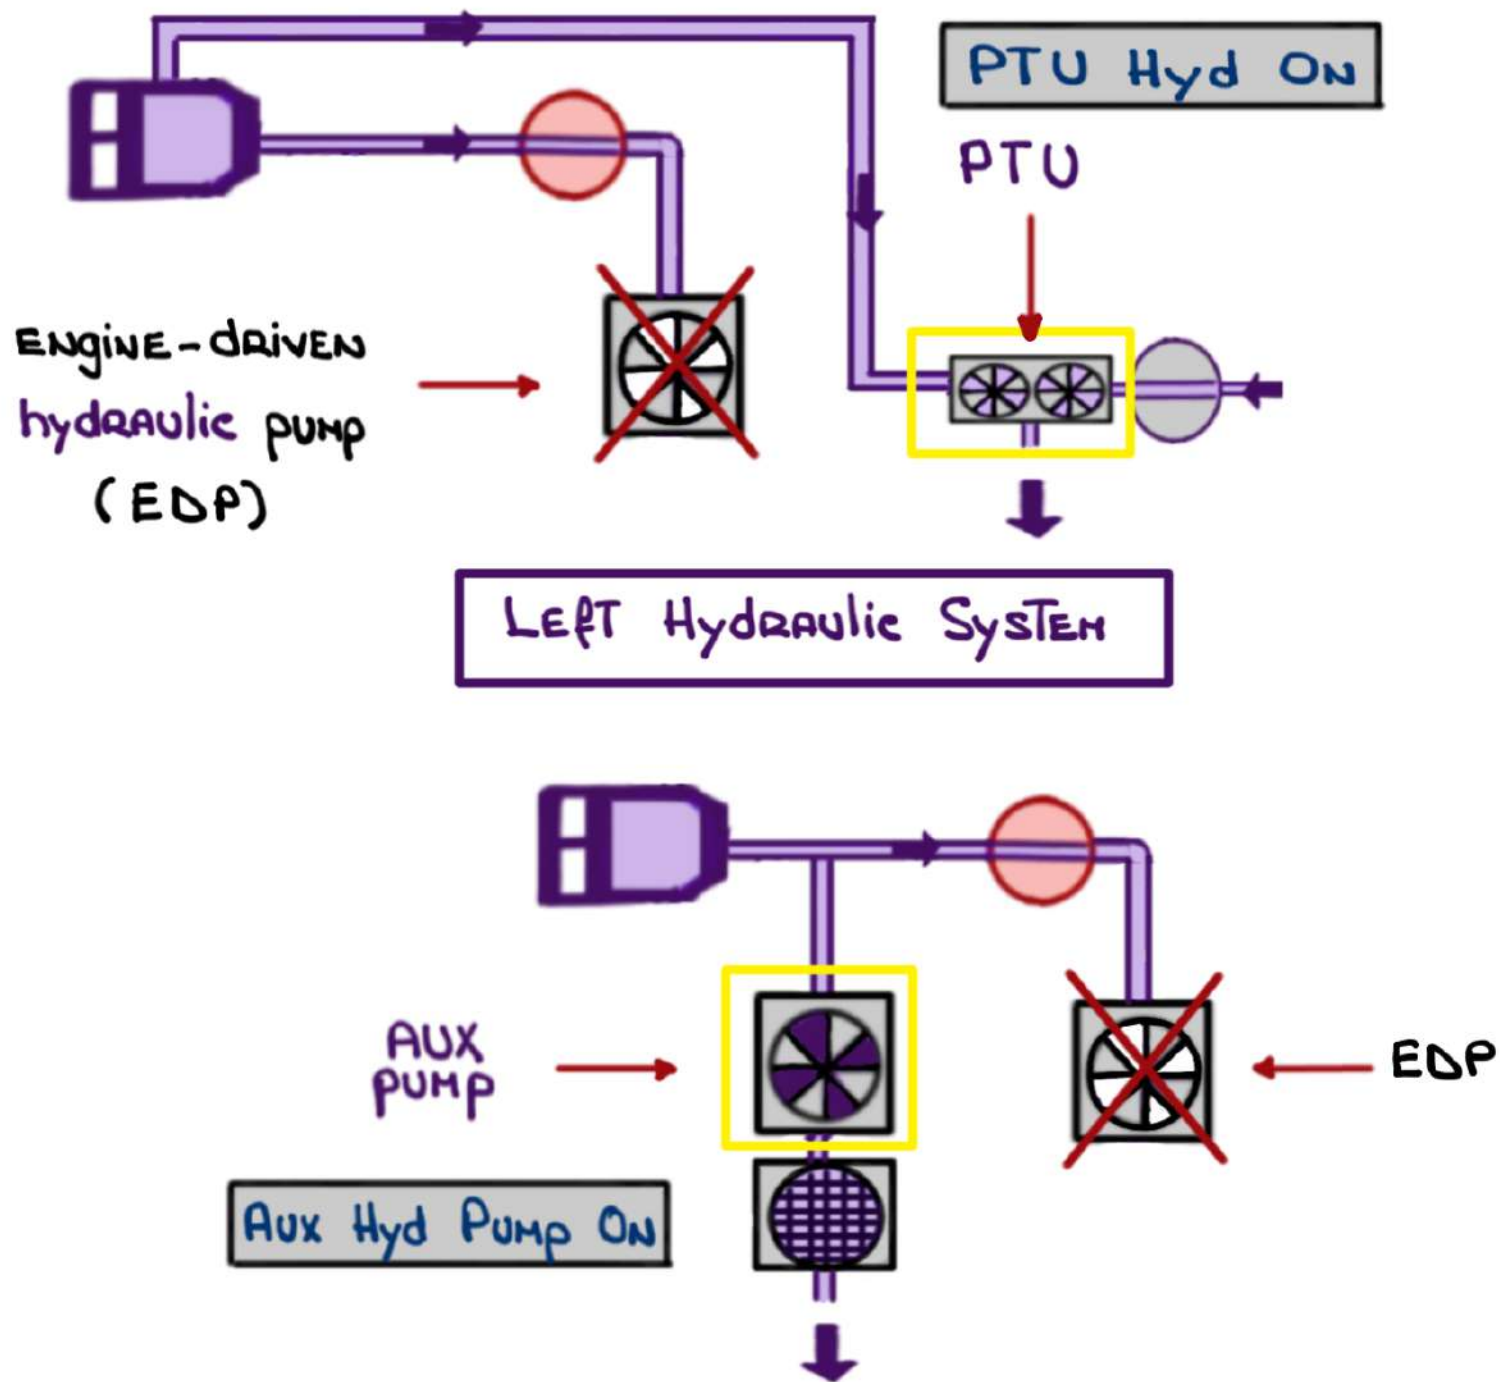 PTU Hyd ON
PTU
ENgiNE-dRiVEN
hydRAulic pump
(EDP)
LEfT HydRAulic SySTEM
AUX
PUMP
EDP
Aux Hyd Pump ON